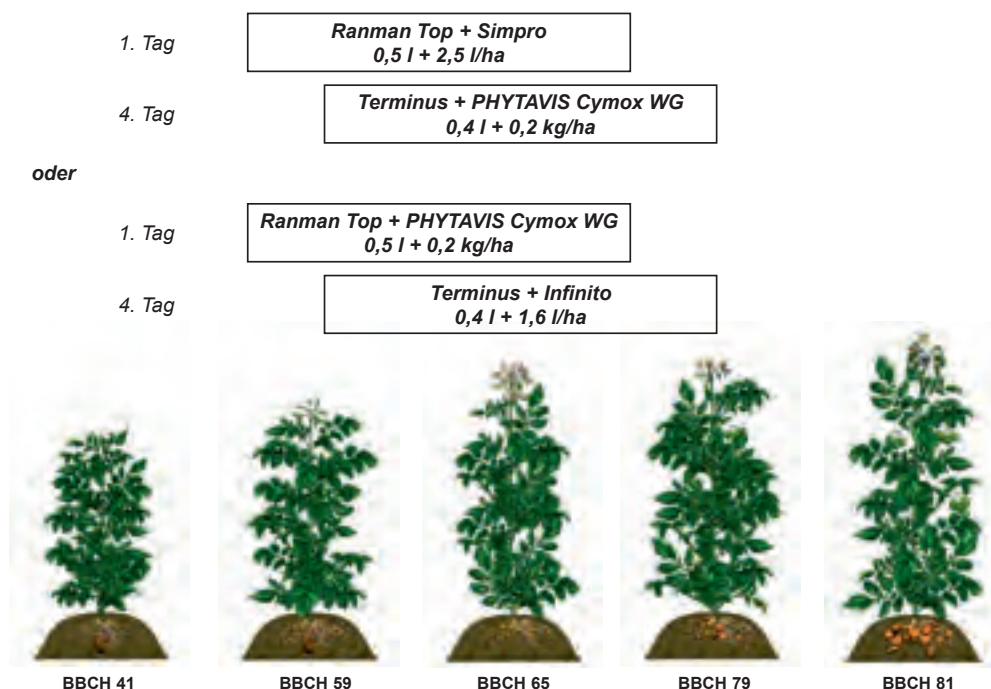 1. Tag
Ranman Top + Simpro
0,5 l + 2,5 l/ha
4. Tag
Terminus + PHYTAVIS Cymox WG
0,4 l + 0,2 kg/ha
oder
1. Tag
Ranman Top + PHYTAVIS Cymox WG
0,5 l + 0,2 kg/ha
4. Tag
Terminus + Infinito
0,4 l + 1,6 l/ha
BBCH 41
BBCH 59
BBCH 65
BBCH 79
BBCH 81